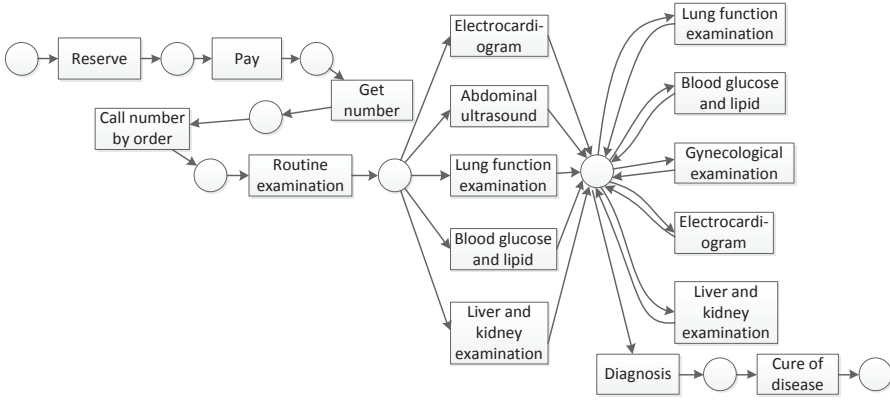 Reserve
Pay
Get
number
Call number
by order
Routine
examination
Electrocardi-
ogram
Abdominal
ultrasound
Lung function
examination
Blood glucose
and lipid
Liver and
kidney
examination
Lung function
examination
Blood glucose
and lipid
Gynecological
examination
Electrocardi-
ogram
Liver and
kidney
examination
Diagnosis
Cure of
disease